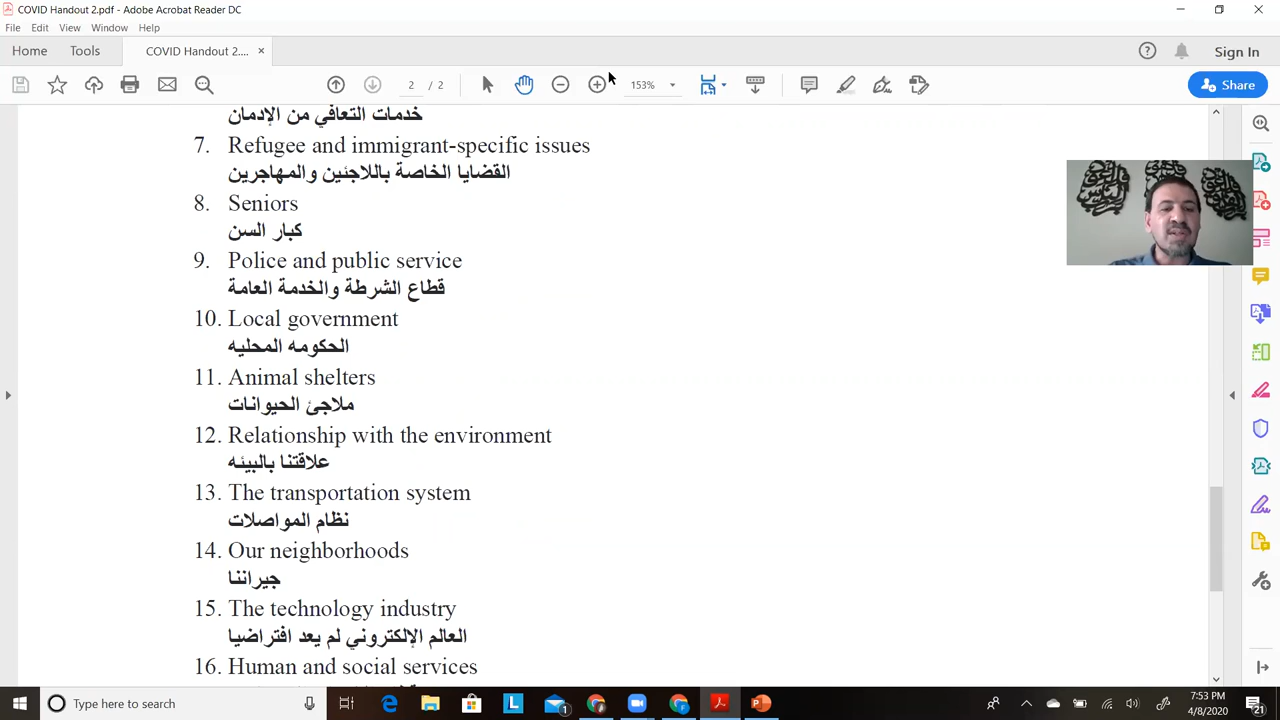 COVID Handout 2.pdf - Adobe Acrobat Reader DC
File Edit View Window Help
Home Tools COVID Handout 2.... × Sign In
2 / 2 153% Share
خدمات التعافي من الإدمان
7. Refugee and immigrant-specific issues
القضايا الخاصة باللاجئين والمهاجرين
8. Seniors
كبار السن
9. Police and public service
قطاع الشرطة والخدمة العامة
10. Local government
الحكومه المحليه
11. Animal shelters
ملاجئ الحيوانات
12. Relationship with the environment
علاقتنا بالبيئه
13. The transportation system
نظام المواصلات
14. Our neighborhoods
جيراننا
15. The technology industry
العالم الإلكتروني لم يعد افتراضيا
16. Human and social services
Type here to search
7:53 PM
4/8/2020
21